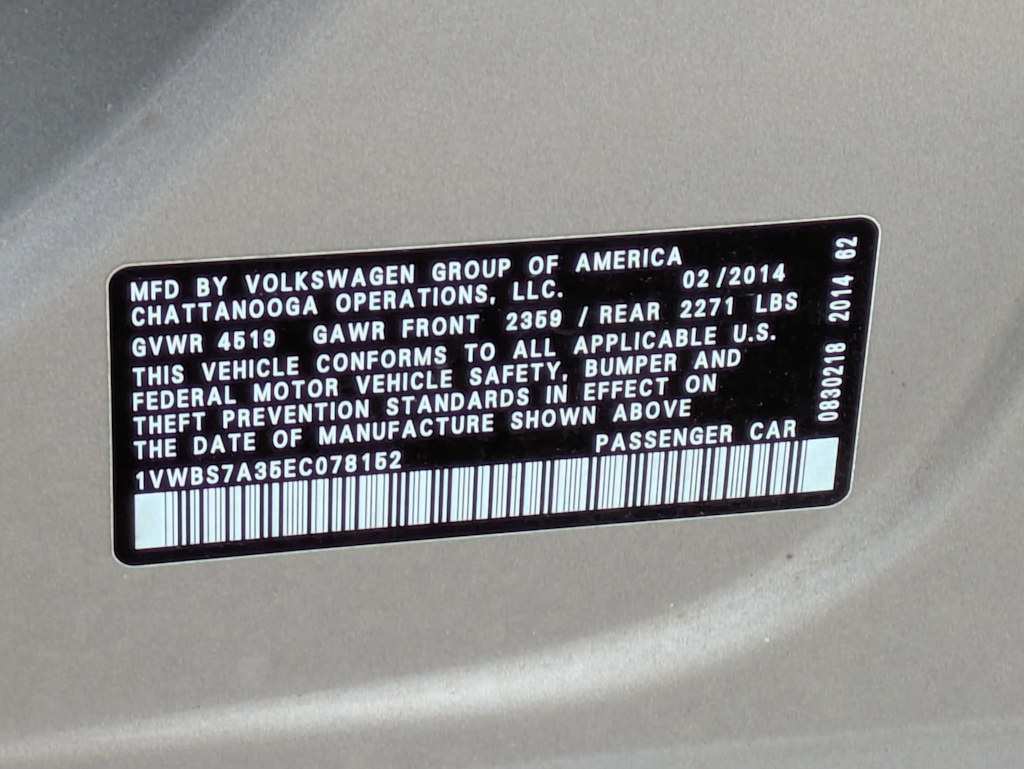 MFD BY VOLKSWAGEN GROUP OF AMERICA
CHATTANOOGA OPERATIONS, LLC. 02/2014
GVWR 4519 GAWR FRONT 2359 / REAR 2271 LBS
THIS VEHICLE CONFORMS TO ALL APPLICABLE U.S.
FEDERAL MOTOR VEHICLE SAFETY, BUMPER AND
THEFT PREVENTION STANDARDS IN EFFECT ON
THE DATE OF MANUFACTURE SHOWN ABOVE
1VWBS7A35EC078152 PASSENGER CAR
0830218 2014 62